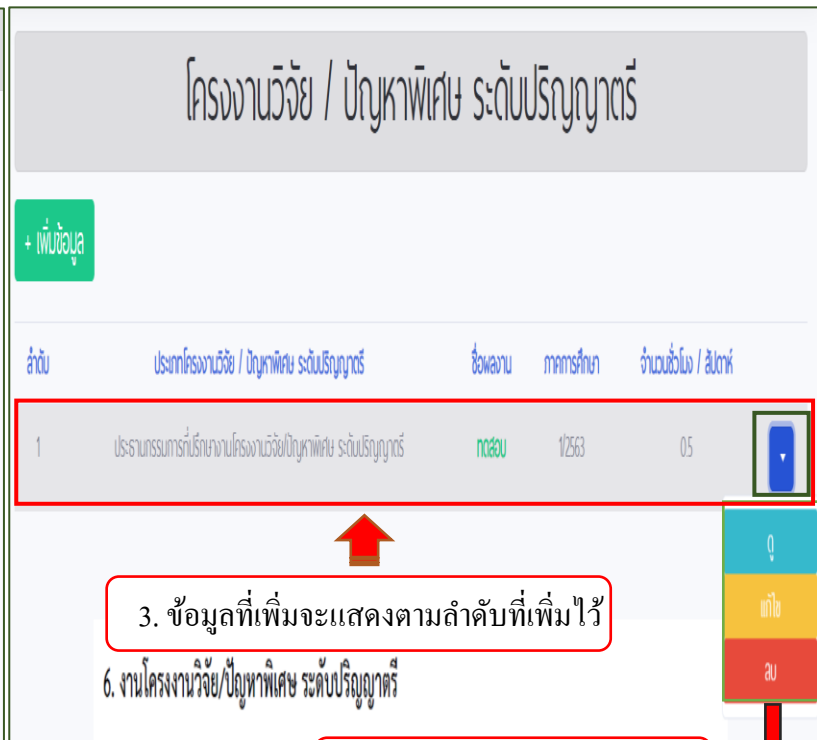 โครงงานวิจัย / ปัญหาพิเศษ ระดับปริญญาตรี
+ เพิ่มข้อมูล
ลำดับ ประเภทโครงงานวิจัย / ปัญหาพิเศษ ระดับปริญญาตรี ชื่อผลงาน ภาคการศึกษา จำนวนชั่วโมง / สัปดาห์
1 ประธานกรรมการที่ปรึกษางานโครงงานวิจัย/ปัญหาพิเศษ ระดับปริญญาตรี ทดสอบ 1/2563 0.5
ดู
แก้ไข
ลบ
3. ข้อมูลที่เพิ่มจะแสดงตามลำดับที่เพิ่มไว้
6. งานโครงงานวิจัย/ปัญหาพิเศษ ระดับปริญญาตรี